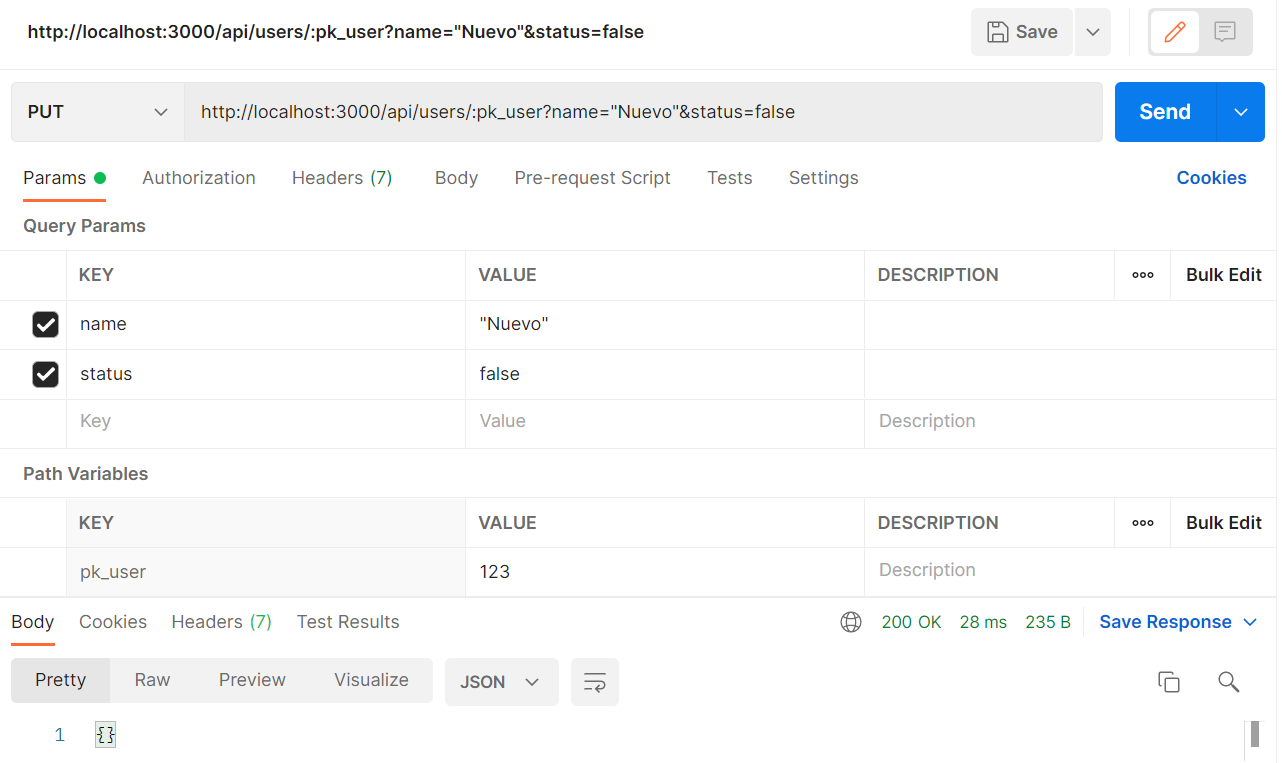 http://localhost:3000/api/users/:pk_user?name="Nuevo"&status=false
Save
PUT
http://localhost:3000/api/users/:pk_user?name="Nuevo"&status=false
Send
Params Authorization Headers (7) Body Pre-request Script Tests Settings Cookies
Query Params
KEY VALUE DESCRIPTION ooo Bulk Edit
name "Nuevo"
status false
Key Value Description
Path Variables
KEY VALUE DESCRIPTION ooo Bulk Edit
pk_user 123 Description
Body Cookies Headers (7) Test Results 200 OK 28 ms 235 B Save Response
Pretty Raw Preview Visualize JSON
1 {}